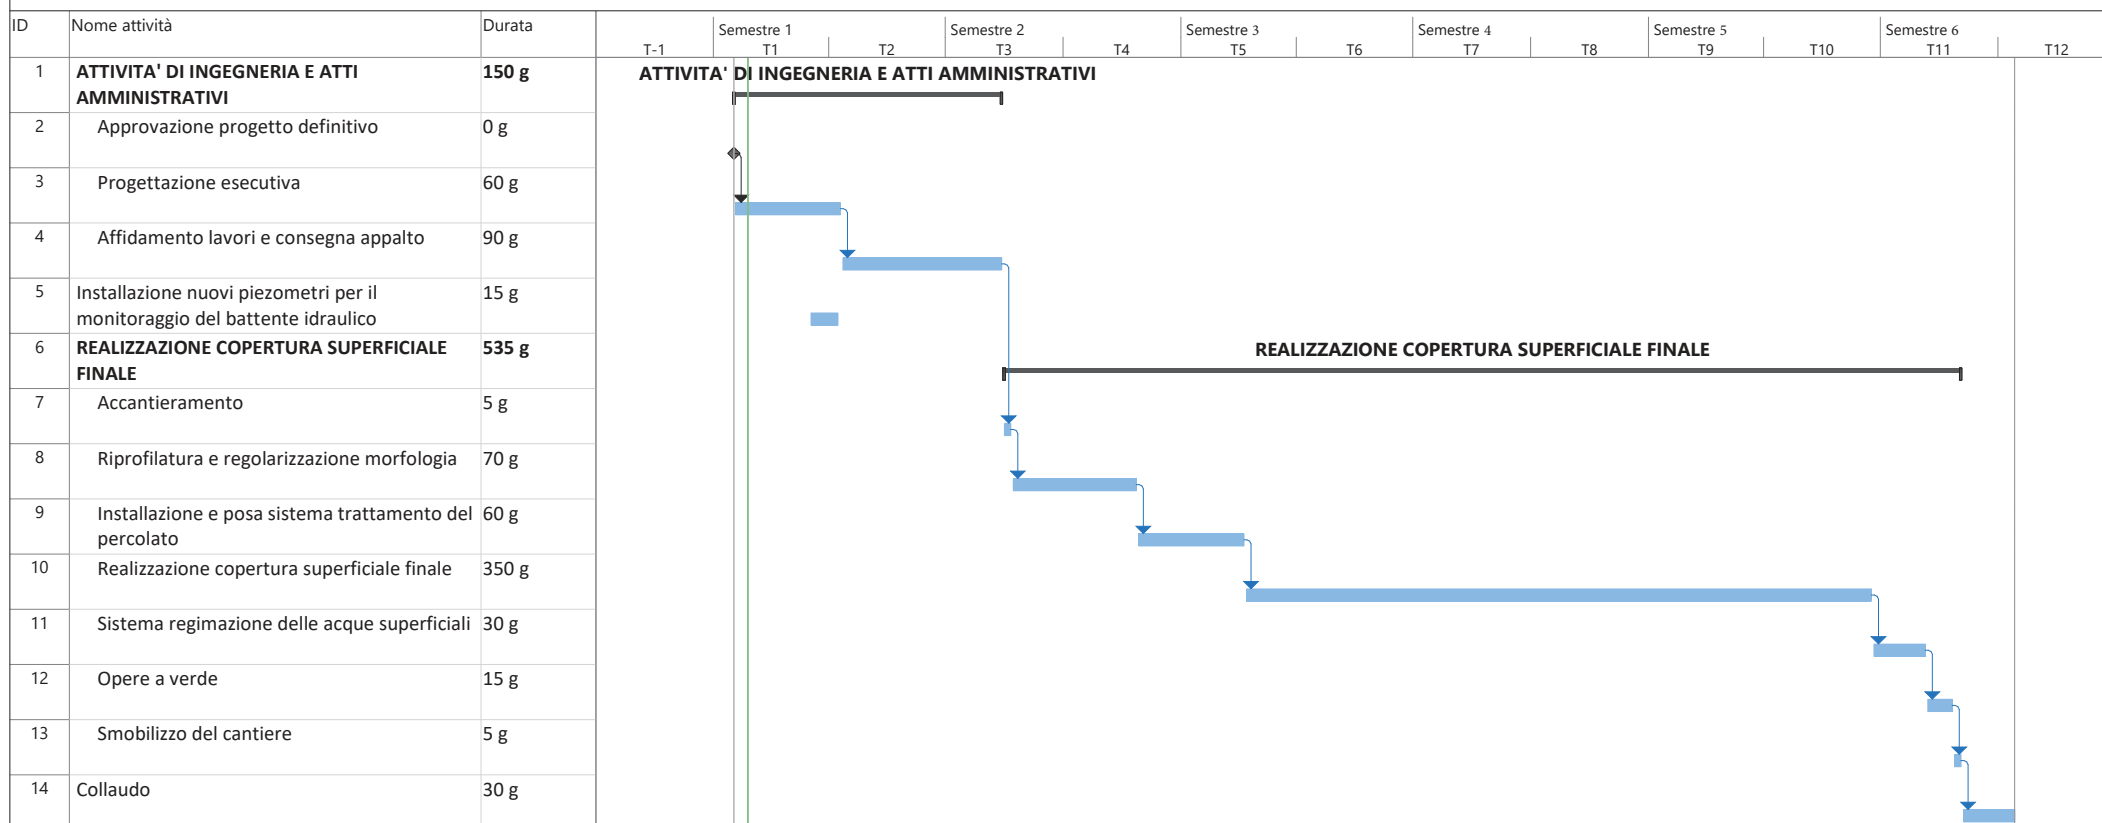 ID Nome attività Durata
Semestre 1 Semestre 2 Semestre 3 Semestre 4 Semestre 5 Semestre 6
T-1 T1 T2 T3 T4 T5 T6 T7 T8 T9 T10 T11 T12
1 ATTIVITA' DI INGEGNERIA E ATTI 150 g ATTIVITA' DI INGEGNERIA E ATTI AMMINISTRATIVI
AMMINISTRATIVI
2 Approvazione progetto definitivo 0 g
3 Progettazione esecutiva 60 g
4 Affidamento lavori e consegna appalto 90 g
5 Installazione nuovi piezometri per il 15 g
monitoraggio del battente idraulico
6 REALIZZAZIONE COPERTURA SUPERFICIALE 535 g REALIZZAZIONE COPERTURA SUPERFICIALE FINALE
FINALE
7 Accantieramento 5 g
8 Riprofilatura e regolarizzazione morfologia 70 g
9 Installazione e posa sistema trattamento del 60 g
percolato
10 Realizzazione copertura superficiale finale 350 g
11 Sistema regimazione delle acque superficiali 30 g
12 Opere a verde 15 g
13 Smobilizzo del cantiere 5 g
14 Collaudo 30 g